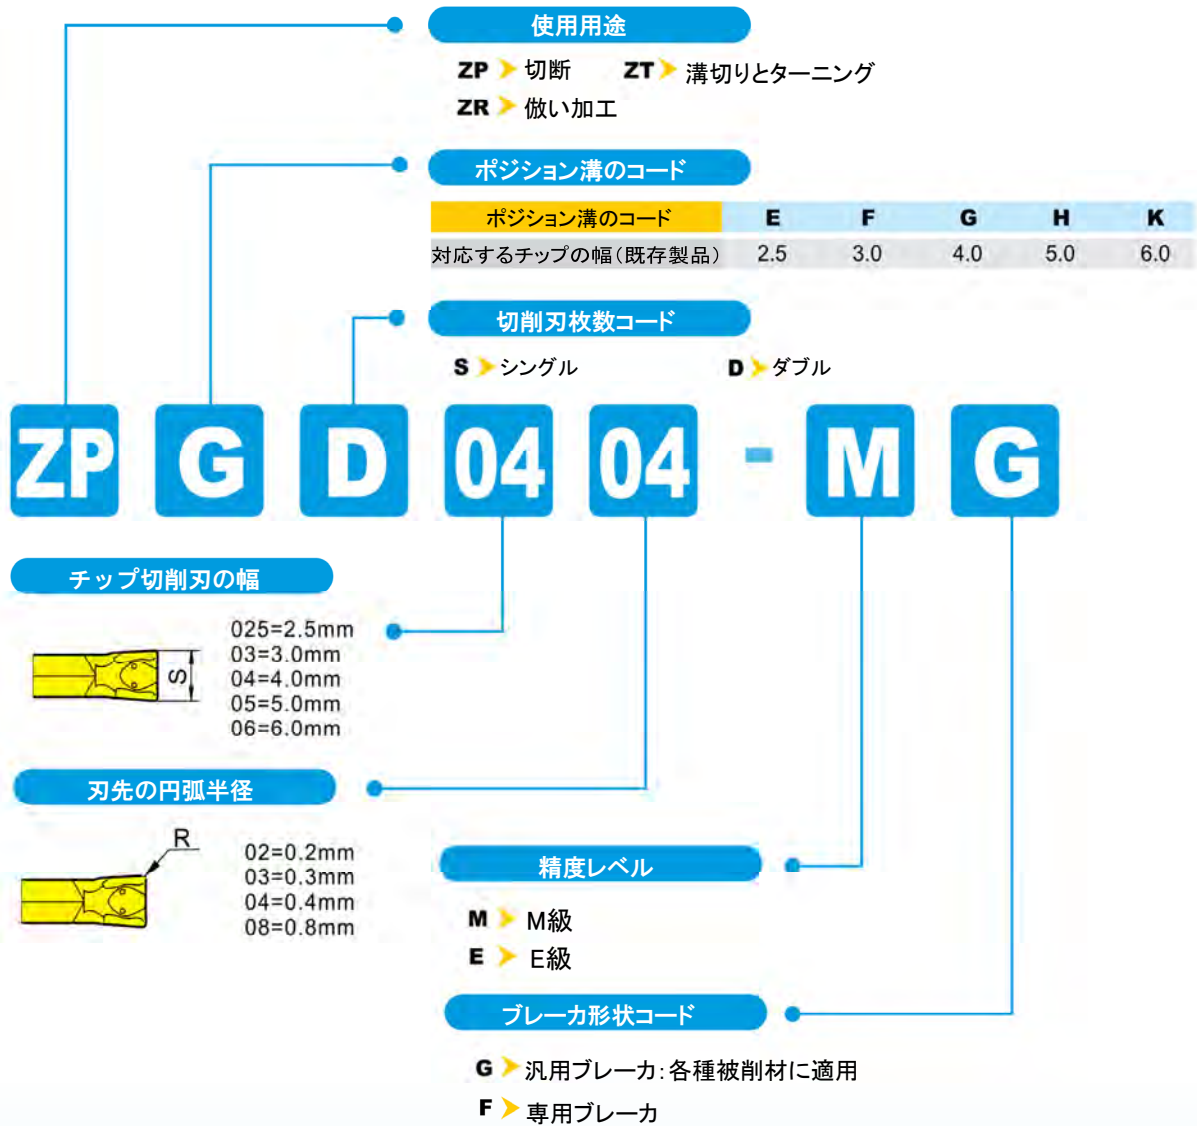 使用用途
ZP 切断 ZT 溝切りとターニング
ZR 倣い加工
ポジション溝のコード
ポジション溝のコード E F G H K
対応するチップの幅(既存製品) 2.5 3.0 4.0 5.0 6.0
切削刃枚数コード
S シングル D ダブル
ZP G D 04 04 - M G
チップ切削刃の幅
S
025=2.5mm
03=3.0mm
04=4.0mm
05=5.0mm
06=6.0mm
刃先の円弧半径
R
02=0.2mm
03=0.3mm
04=0.4mm
08=0.8mm
精度レベル
M M級
E E級
ブレーカ形状コード
G 汎用ブレーカ:各種被削材に適用
F 専用ブレーカ